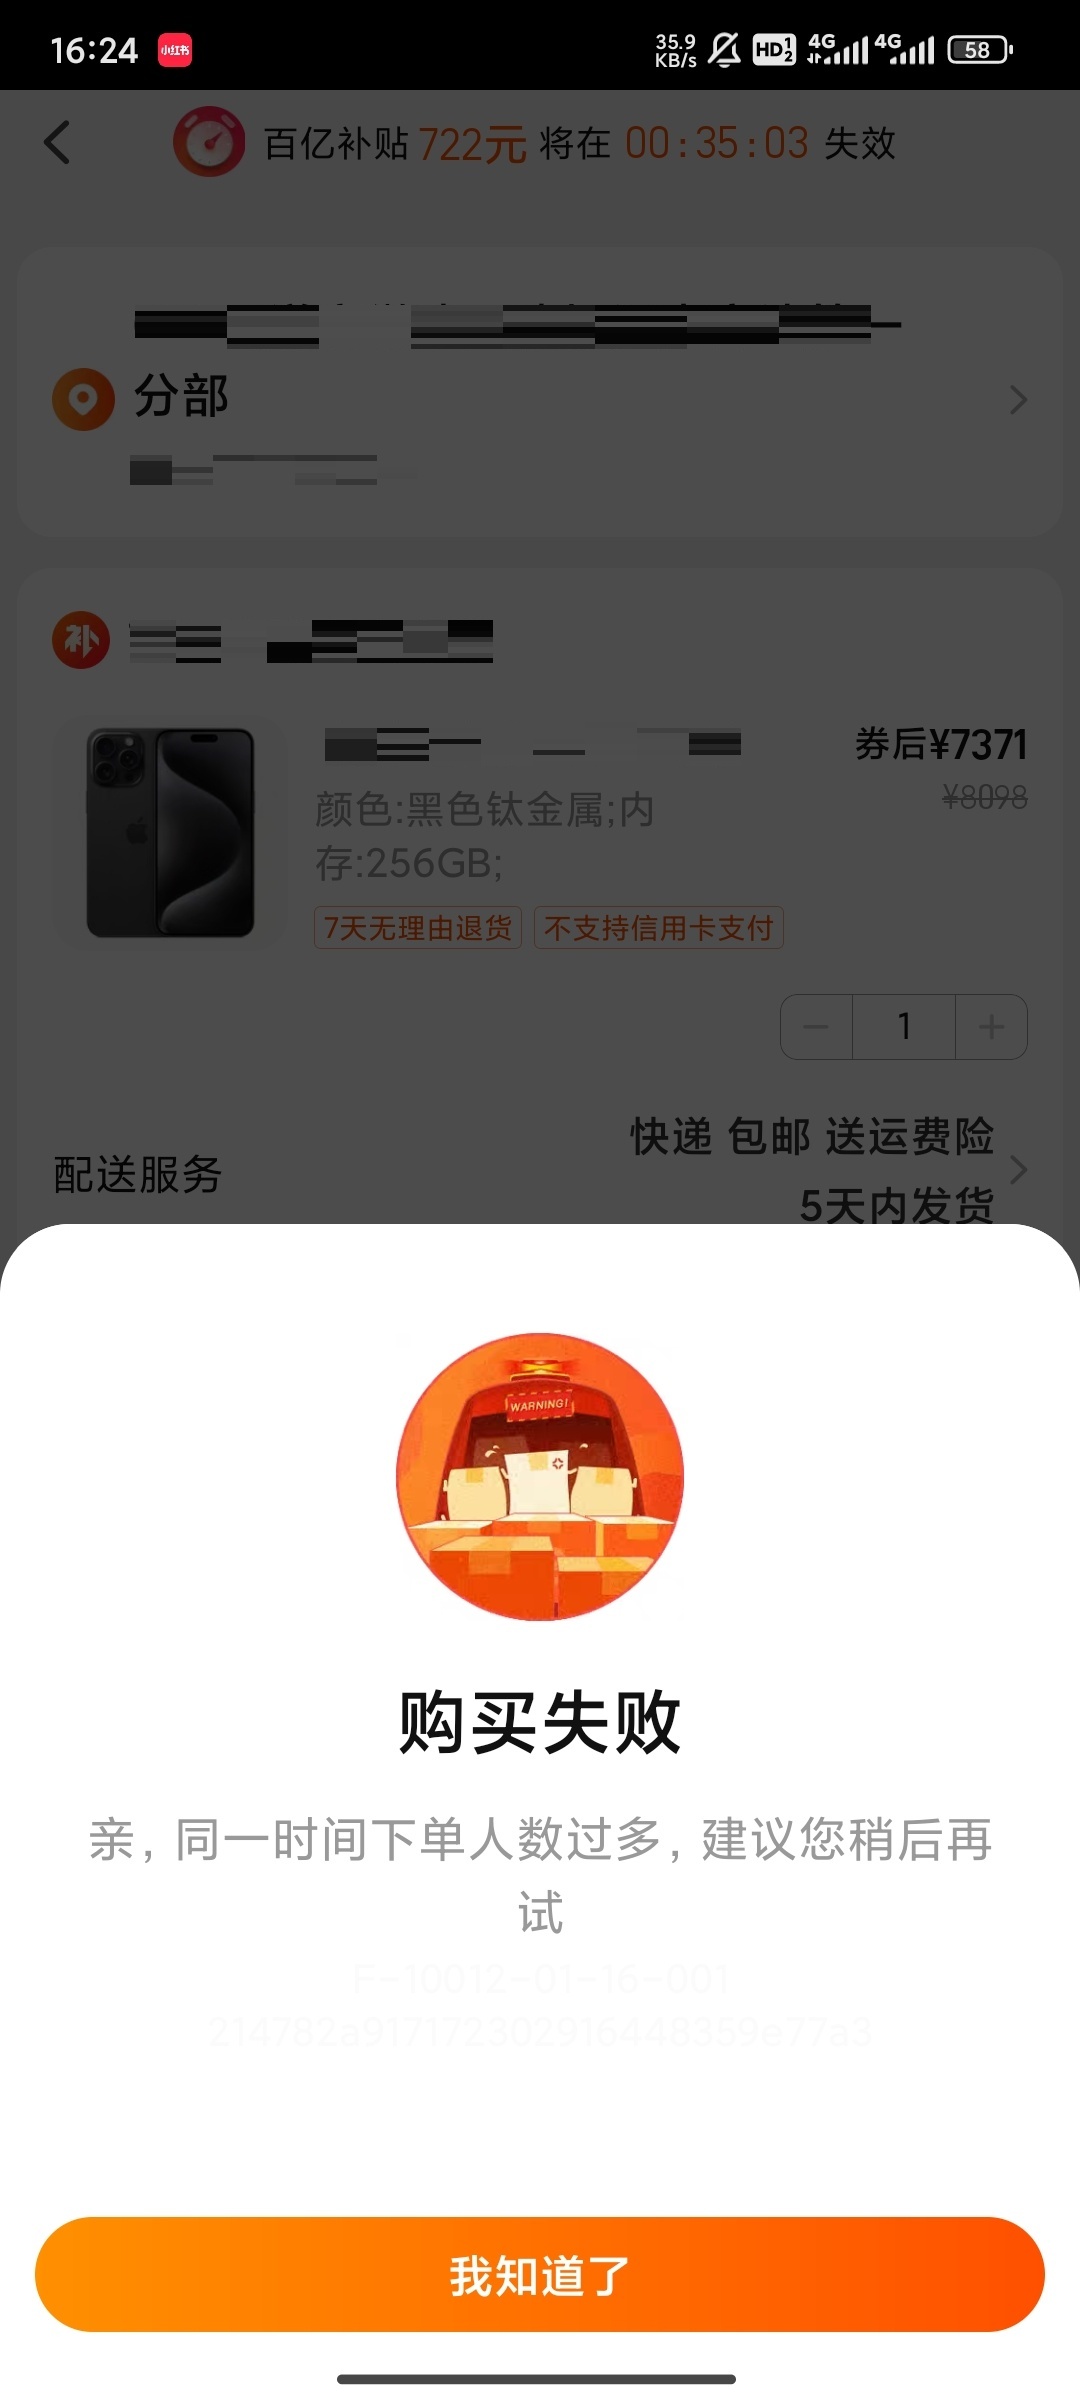 16:24
小红书
35.9
KB/s
HD 1 2
4G
4G
58
百亿补贴 722元 将在 00:35:03 失效
分部
补
券后¥7371
¥8098
颜色:黑色钛金属;内
存:256GB;
7天无理由退货
不支持信用卡支付
1
配送服务
快递 包邮 送运费险
5天内发货
WARNING!
购买失败
亲，同一时间下单人数过多，建议您稍后再
试
F-10012-01-16-001
214782a917172302916448359e77a3
我知道了